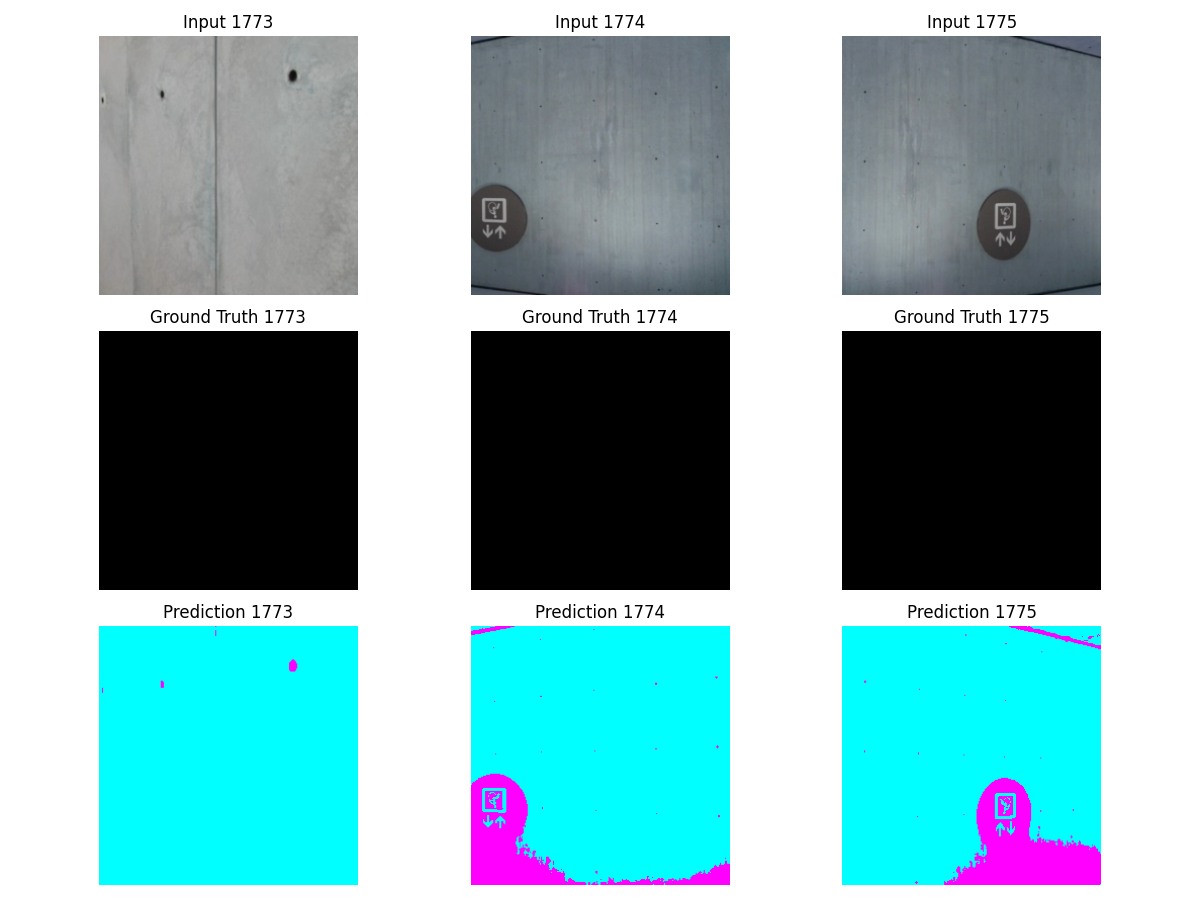 Input 1773
Input 1774
Input 1775
Ground Truth 1773
Ground Truth 1774
Ground Truth 1775
Prediction 1773
Prediction 1774
Prediction 1775